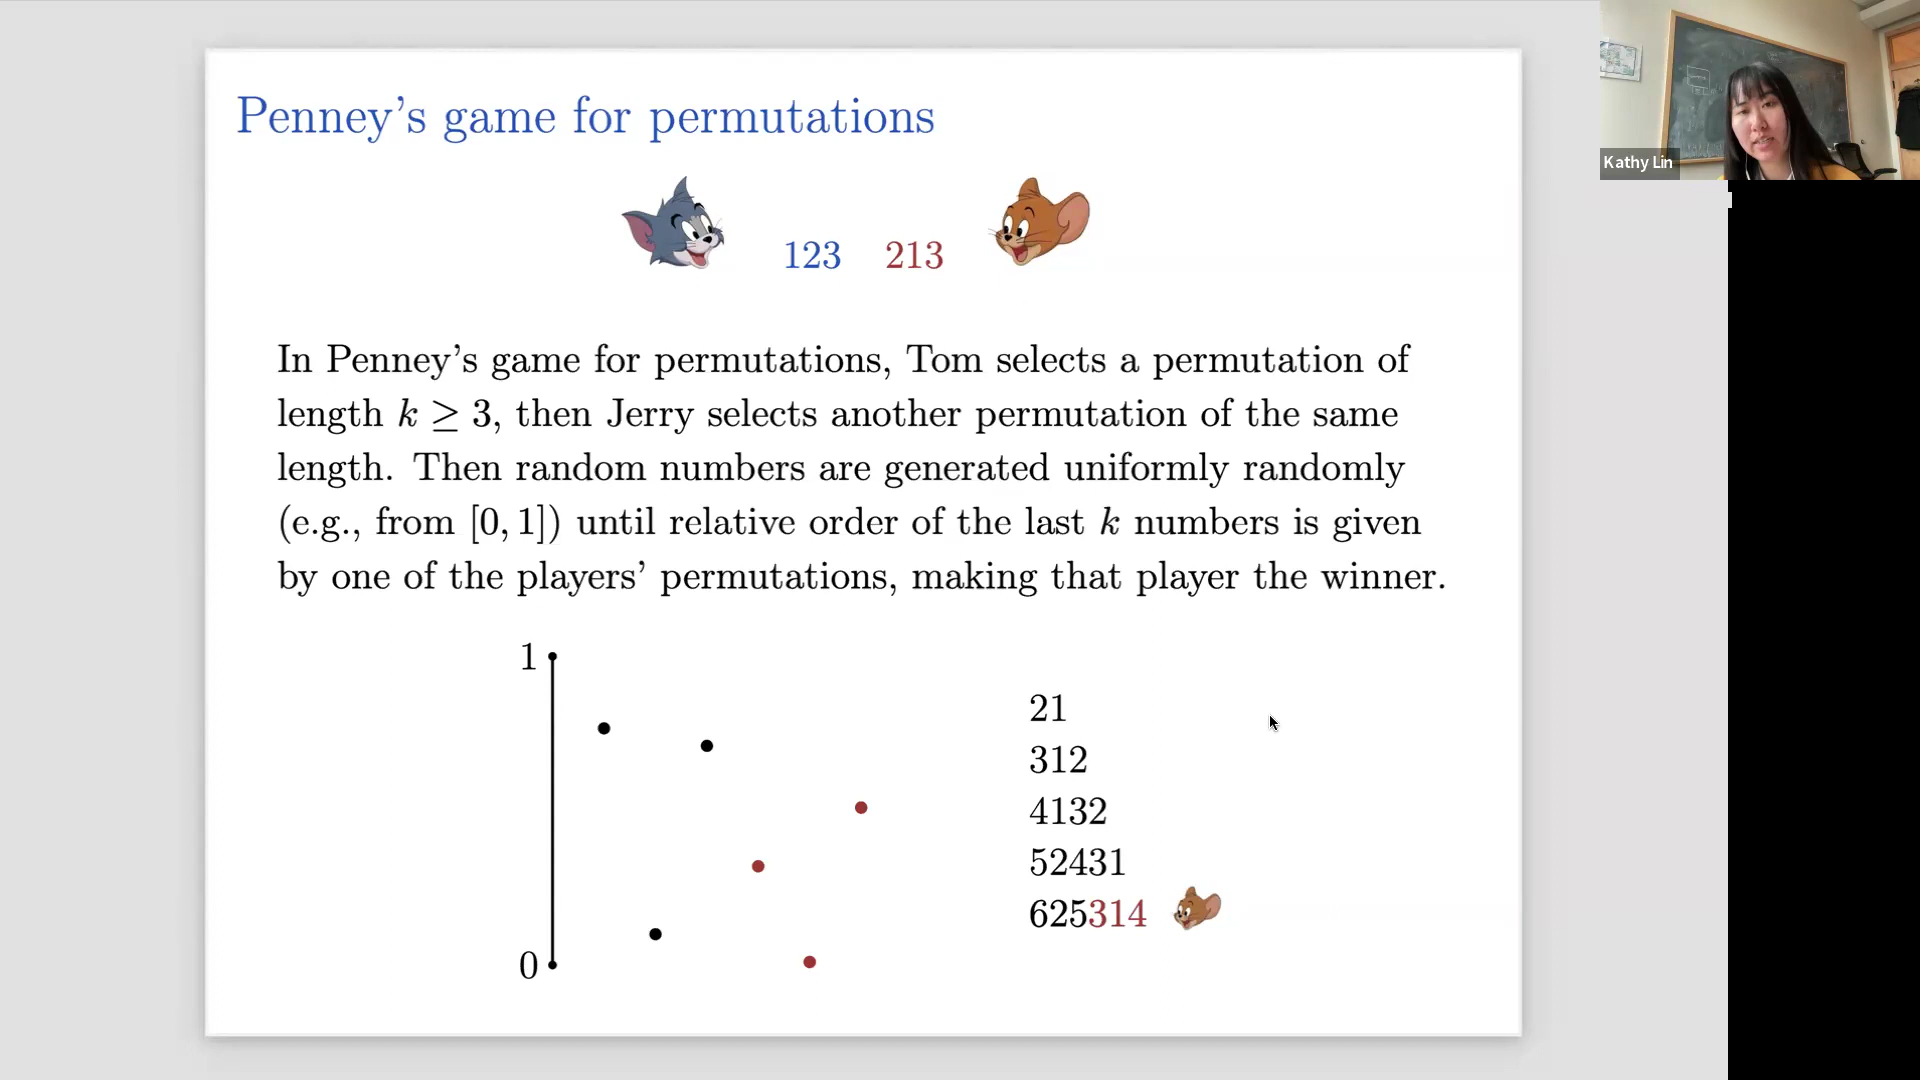 Penney's game for permutations
Kathy Lin
123 213
In Penney's game for permutations, Tom selects a permutation of
length k ≥ 3, then Jerry selects another permutation of the same
length. Then random numbers are generated uniformly randomly
(e.g., from [0, 1]) until relative order of the last k numbers is given
by one of the players' permutations, making that player the winner.
1
0
21
312
4132
52431
625314